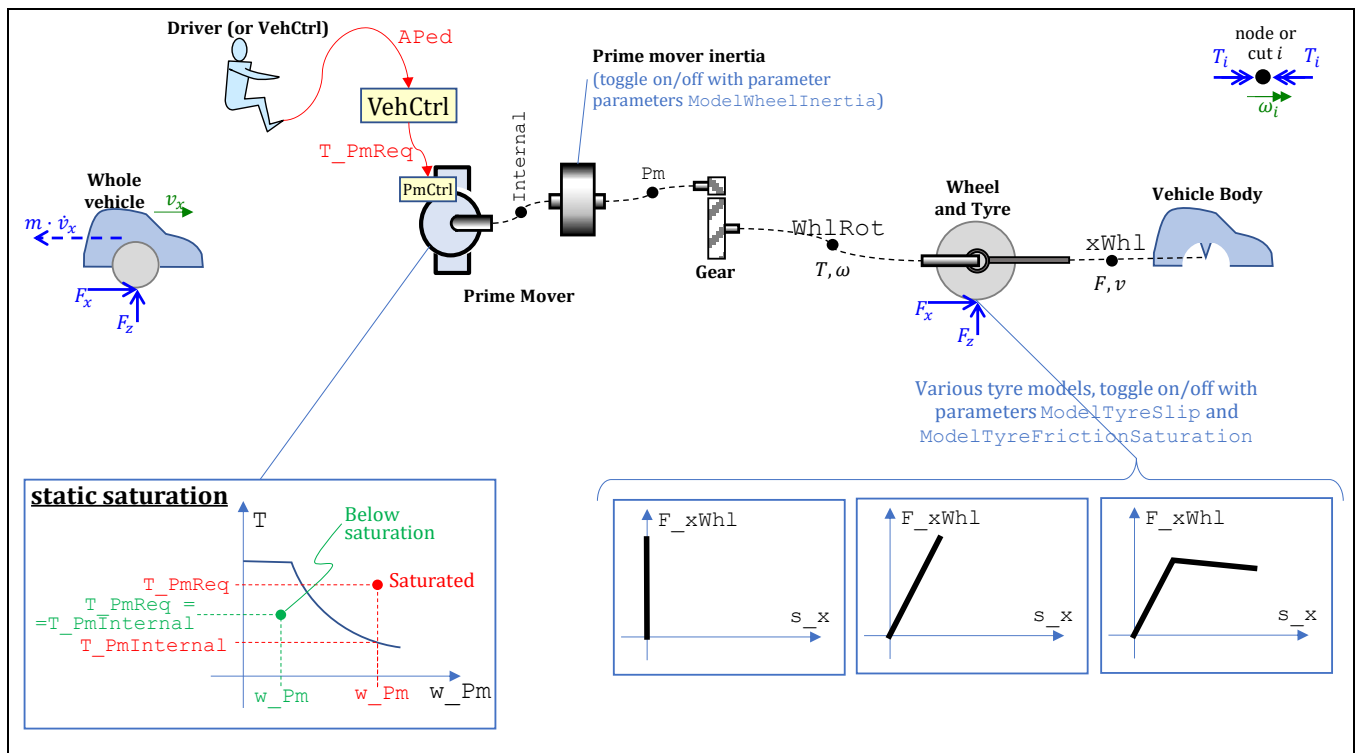 Driver (or VehCtrl)
APed
VehCtrl
T_PmReq
PmCtrl
Prime Mover
Internal
Prime mover inertia
(toggle on/off with parameter
parameters ModelWheelInertia)
Pm
Gear
WhlRot
T, ω
Wheel
and Tyre
F_x
F_z
xWhl
F, v
Vehicle Body
node or
cut i
T_i
T_i
ω_i
Whole
vehicle
v_x
m · v̇_x
F_x
F_z
Various tyre models, toggle on/off with
parameters ModelTyreSlip and
ModelTyreFrictionSaturation
static saturation
T
Below
saturation
T_PmReq
Saturated
T_PmReq =
=T_PmInternal
T_PmInternal
w_Pm
w_Pm
w_Pm
F_xWhl
s_x
F_xWhl
s_x
F_xWhl
s_x